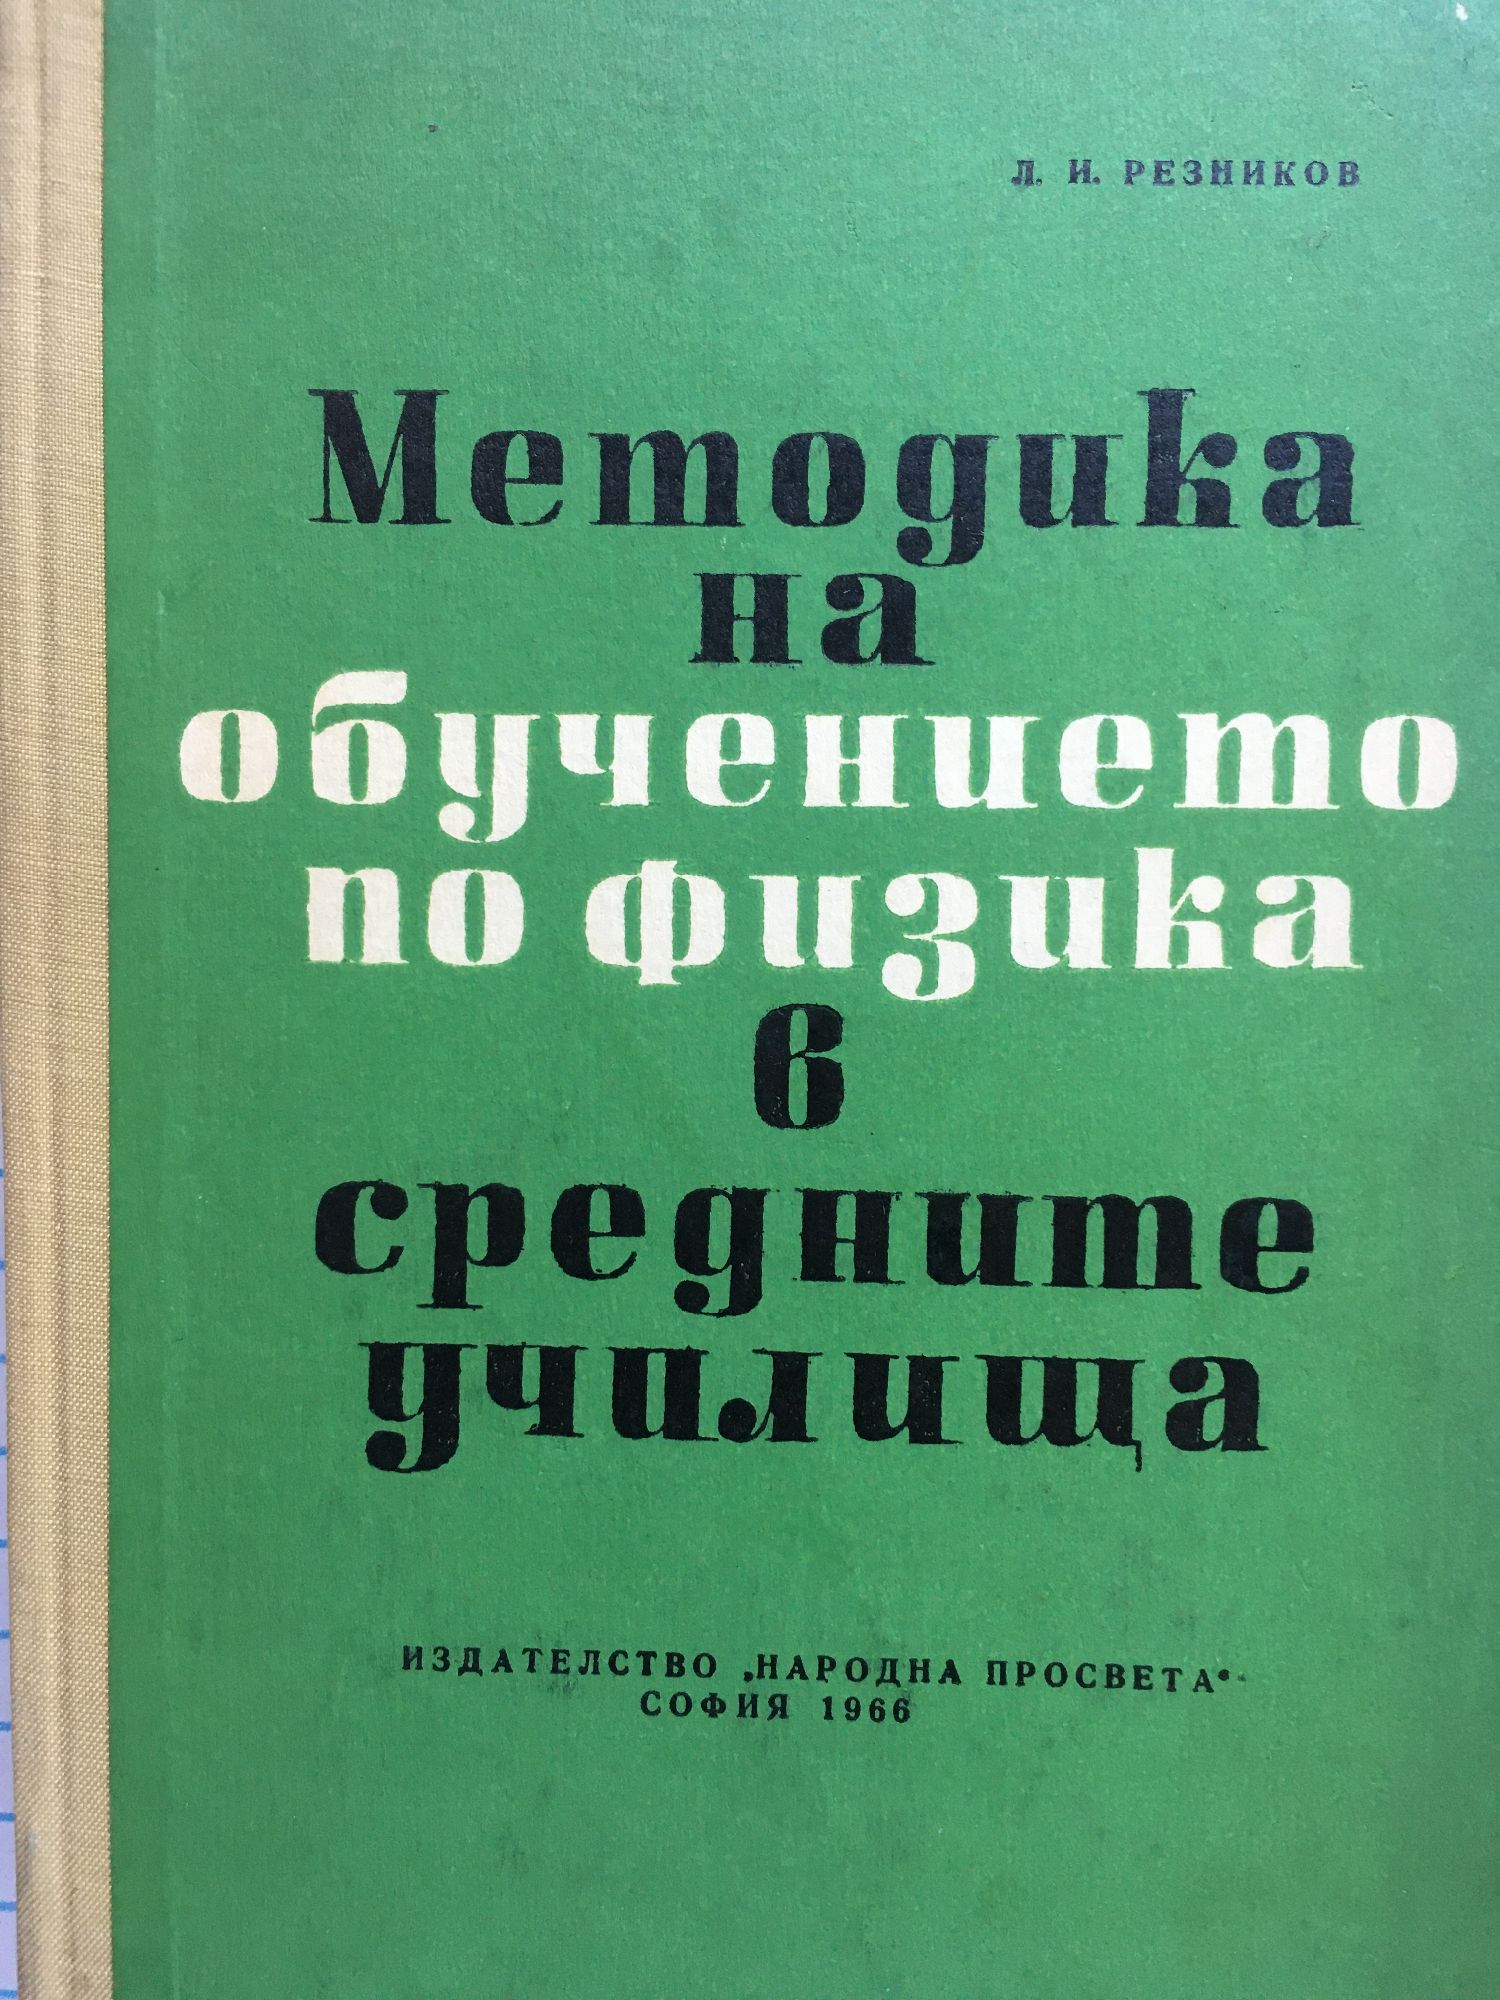 Л. И. РЕЗНИКОВ
Методика
на
обучението
по физика
в
средните
училища
ИЗДАТЕЛСТВО „НАРОДНА ПРОСВЕТА“
СОФИЯ 1966